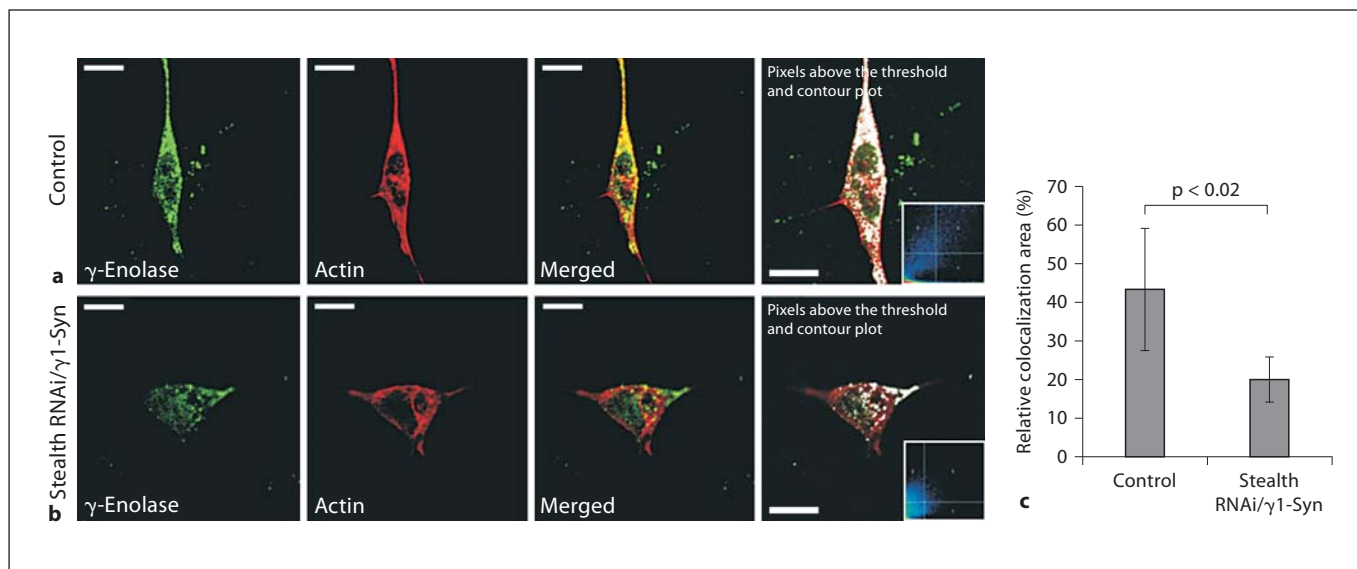 Control
γ-Enolase
Actin
Merged
Pixels above the threshold
and contour plot
a
Stealth RNAi/γ1-Syn
γ-Enolase
Actin
Merged
Pixels above the threshold
and contour plot
b
Relative colocalization area (%)
70
60
50
40
30
20
10
0
p < 0.02
Control
Stealth
RNAi/γ1-Syn
c